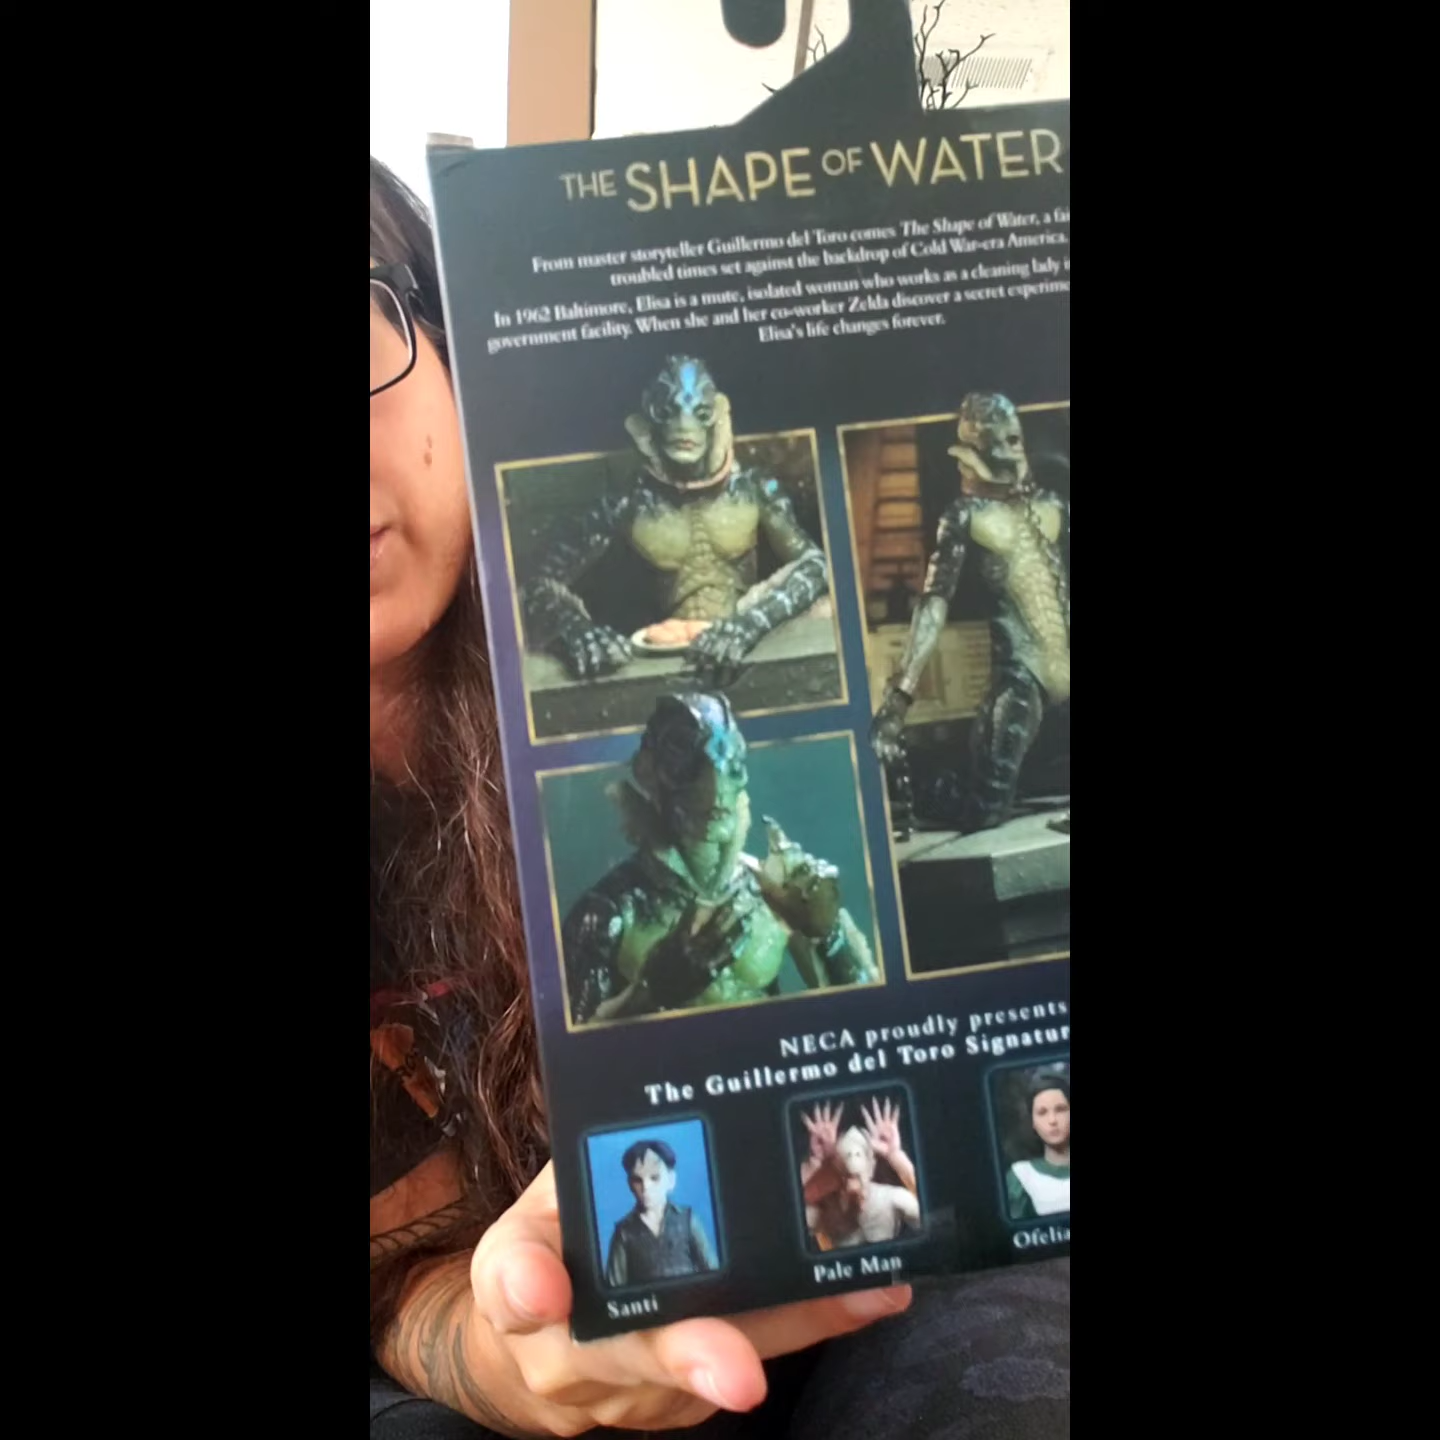 THE SHAPE OF WATER
From master storyteller Guillermo del Toro comes The Shape of Water, a
troubled times set against the backdrop of Cold War-era America.
In 1962 Baltimore, Elisa is a mute, isolated woman who works as a cleaning lady
government facility. When she and her co-worker Zelda discover a secret
Elisa's life changes forever.
NECA proudly presents
The Guillermo del Toro
Santi
Pale Man
Ofelia